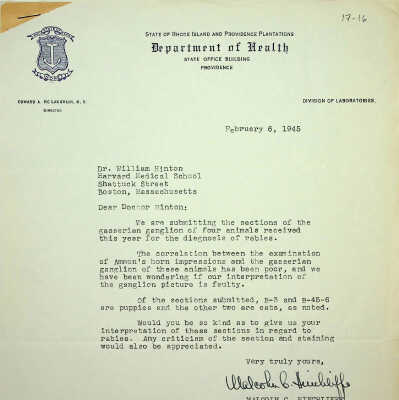 17-16
STATE OF RHODE ISLAND AND PROVIDENCE PLANTATIONS
Department of Health
STATE OFFICE BUILDING
PROVIDENCE
EDWARD A. MC LAUGHLIN, M. D.
DIRECTOR
DIVISION OF LABORATORIES
February 6, 1945
Dr. William Hinton
Harvard Medical School
Shattuck Street
Boston, Massachusetts
Dear Doctor Hinton:
We are submitting the sections of the
gasserian ganglion of four animals received
this year for the diagnosis of rabies.
The correlation between the examination
of Ammon's horn impressions and the gasserian
ganglion of these animals has been poor, and we
have been wondering if our interpretation of
the ganglion picture is faulty.
Of the sections submitted, B-3 and B-45-6
are puppies and the other two are cats, as noted.
Would you be so kind as to give us your
interpretation of these sections in regard to
rabies. Any criticism of the section and staining
would also be appreciated.
Very truly yours,
Malcolm C. Hinchliffe
MALCOLM C. HINCHLIFFE